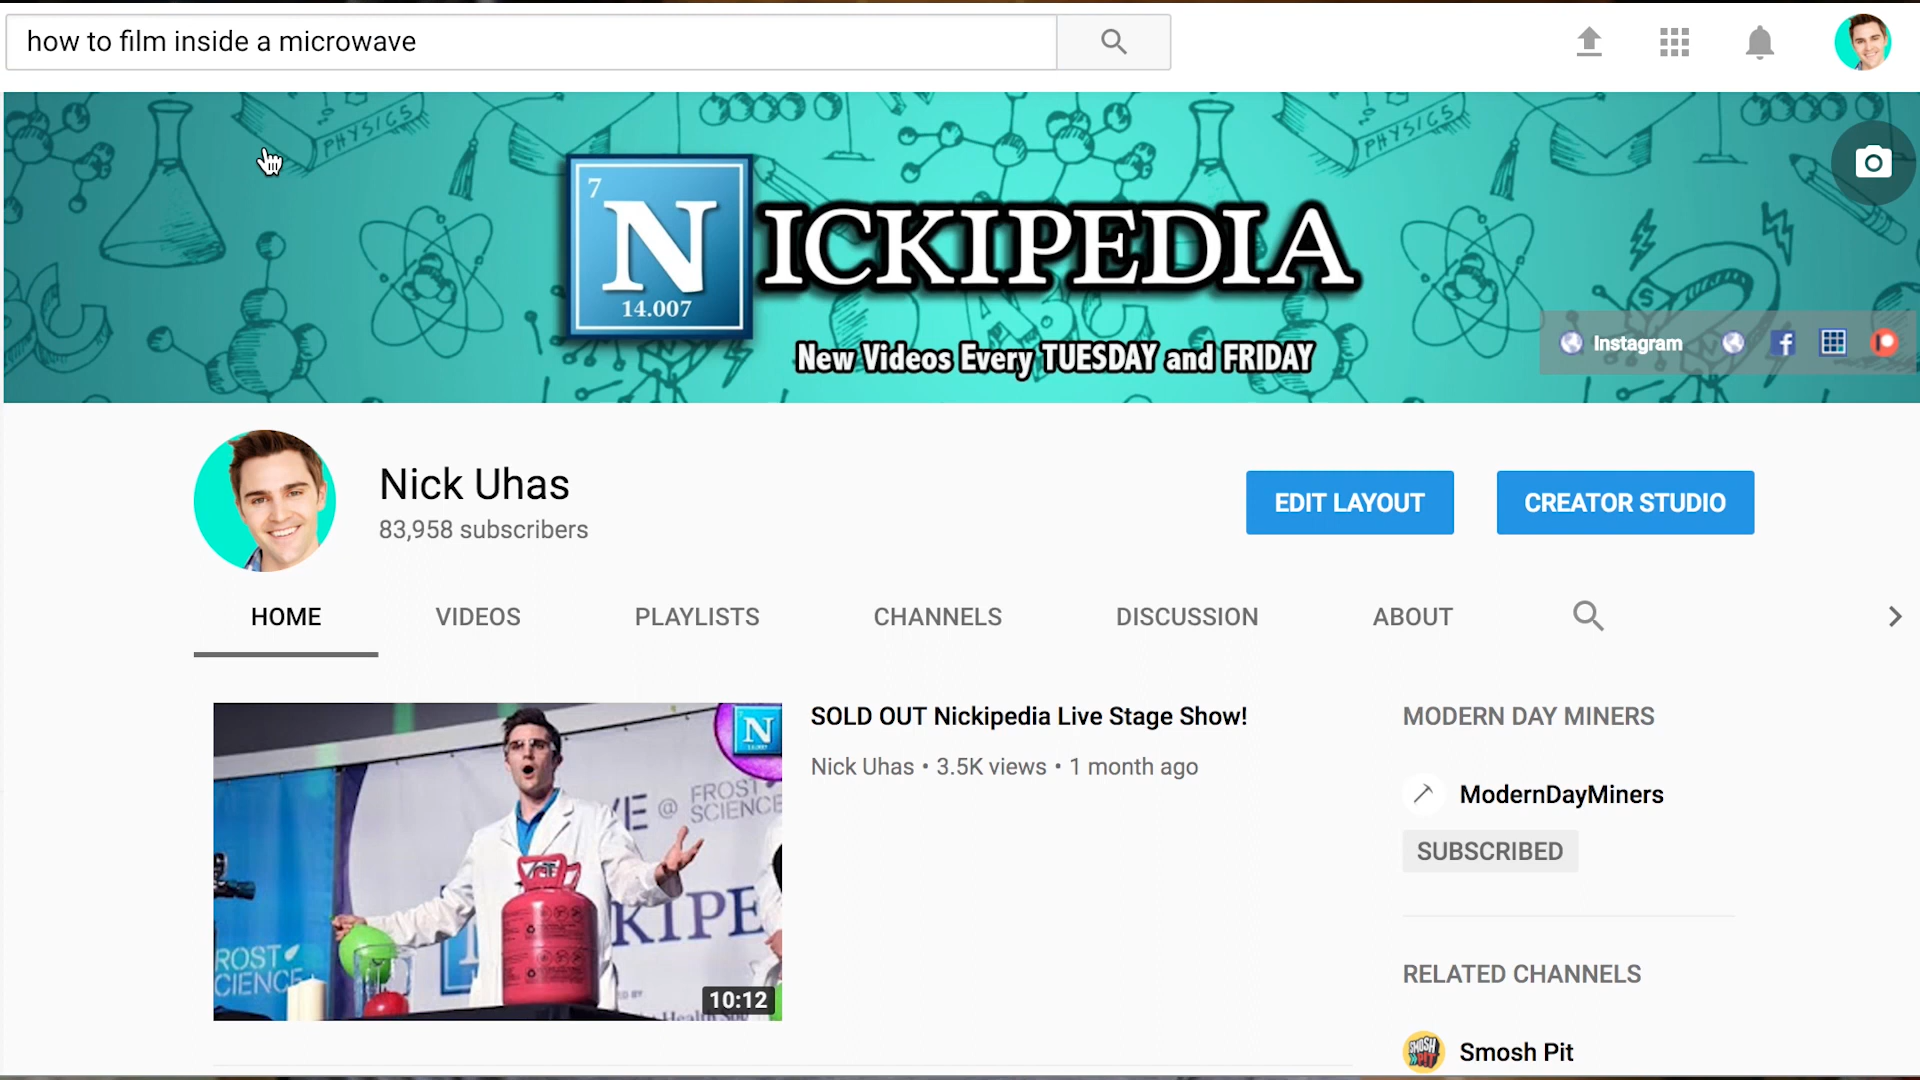 how to film inside a microwave
PHYSICS
PHYSICS
7
N
14.007
ICKIPEDIA
New Videos Every TUESDAY and FRIDAY
Instagram
Nick Uhas
83,958 subscribers
EDIT LAYOUT
CREATOR STUDIO
HOME
VIDEOS
PLAYLISTS
CHANNELS
DISCUSSION
ABOUT
SOLD OUT Nickipedia Live Stage Show!
Nick Uhas • 3.5K views • 1 month ago
N
VE @ FROST
SCIENCE
KIPE
ROST
CIENCE
10:12
MODERN DAY MINERS
ModernDayMiners
SUBSCRIBED
RELATED CHANNELS
SMOSH
PIT
Smosh Pit